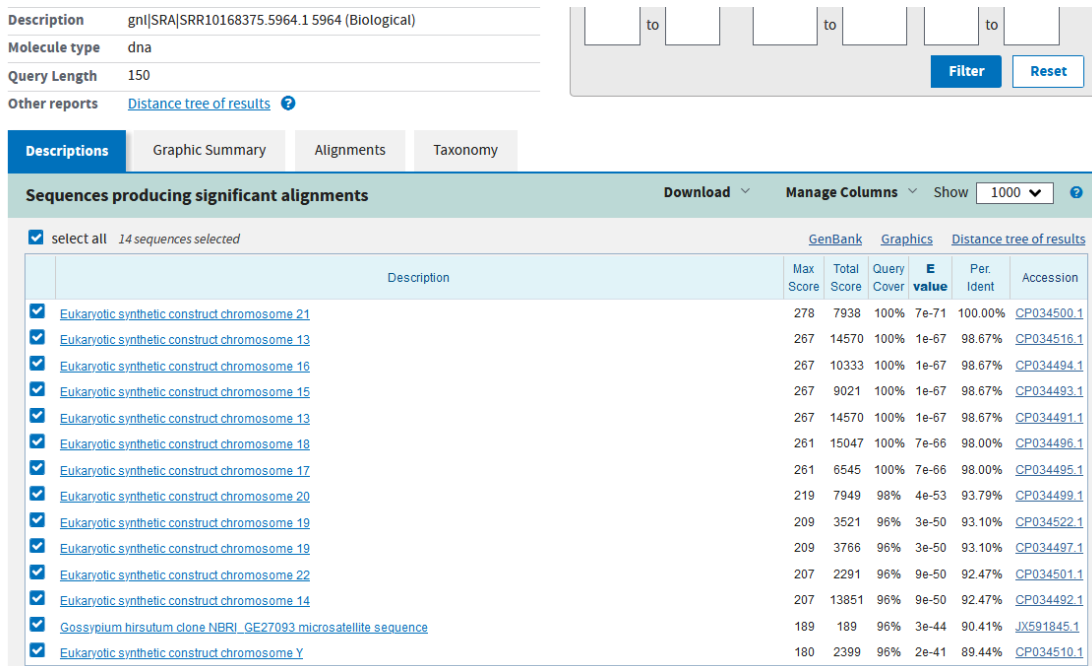 Description gnl|SRA|SRR10168375.5964.1 5964 (Biological)
Molecule type dna
Query Length 150
Other reports Distance tree of results ?
to to to
Filter Reset
Descriptions Graphic Summary Alignments Taxonomy
Sequences producing significant alignments Download Manage Columns Show 1000 ?
select all 14 sequences selected GenBank Graphics Distance tree of results
Description Max Score Total Score Query Cover E value Per. Ident Accession
Eukaryotic synthetic construct chromosome 21 278 7938 100% 7e-71 100.00% CP034500.1
Eukaryotic synthetic construct chromosome 13 267 14570 100% 1e-67 98.67% CP034516.1
Eukaryotic synthetic construct chromosome 16 267 10333 100% 1e-67 98.67% CP034494.1
Eukaryotic synthetic construct chromosome 15 267 9021 100% 1e-67 98.67% CP034493.1
Eukaryotic synthetic construct chromosome 13 267 14570 100% 1e-67 98.67% CP034491.1
Eukaryotic synthetic construct chromosome 18 261 15047 100% 7e-66 98.00% CP034496.1
Eukaryotic synthetic construct chromosome 17 261 6545 100% 7e-66 98.00% CP034495.1
Eukaryotic synthetic construct chromosome 20 219 7949 98% 4e-53 93.79% CP034499.1
Eukaryotic synthetic construct chromosome 19 209 3521 96% 3e-50 93.10% CP034522.1
Eukaryotic synthetic construct chromosome 19 209 3766 96% 3e-50 93.10% CP034497.1
Eukaryotic synthetic construct chromosome 22 207 2291 96% 9e-50 92.47% CP034501.1
Eukaryotic synthetic construct chromosome 14 207 13851 96% 9e-50 92.47% CP034492.1
Gossypium hirsutum clone NBRI_GE27093 microsatellite sequence 189 189 96% 3e-44 90.41% JX591845.1
Eukaryotic synthetic construct chromosome Y 180 2399 96% 2e-41 89.44% CP034510.1